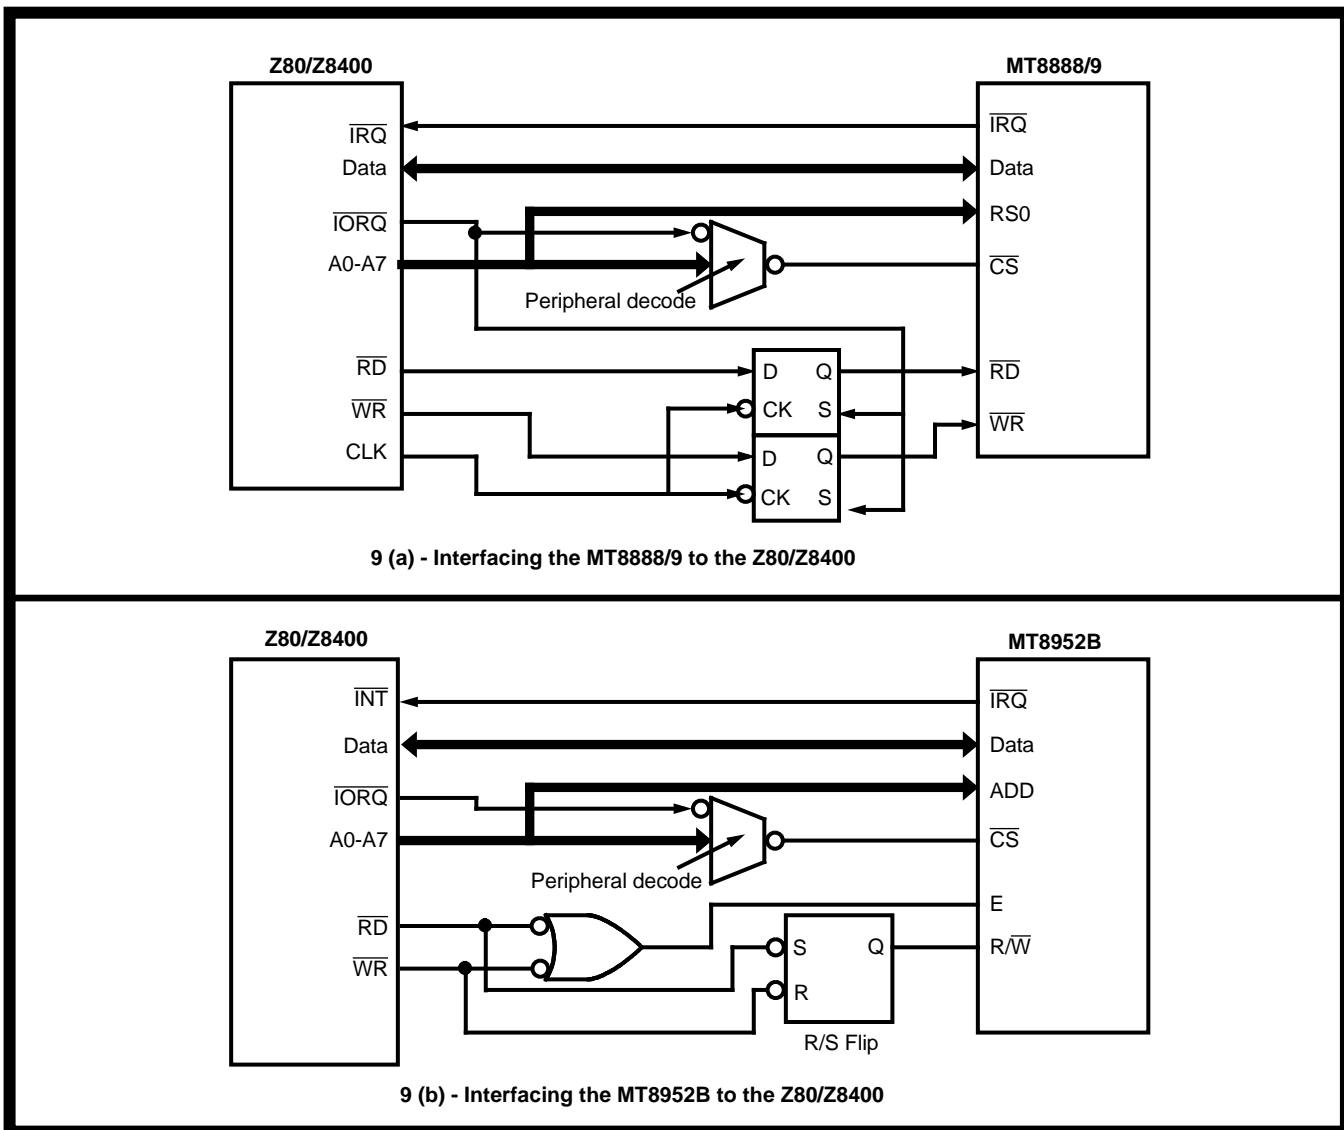 Z80/Z8400
MT8888/9
IRQ
IRQ
Data
Data
IORQ
RS0
A0-A7
CS
Peripheral decode
RD
D Q
RD
WR
CK S
WR
CLK
D Q
CK S
9 (a) - Interfacing the MT8888/9 to the Z80/Z8400
Z80/Z8400
MT8952B
INT
IRQ
Data
Data
IORQ
ADD
A0-A7
CS
Peripheral decode
E
RD
S Q
R/W
WR
R
R/S Flip
9 (b) - Interfacing the MT8952B to the Z80/Z8400